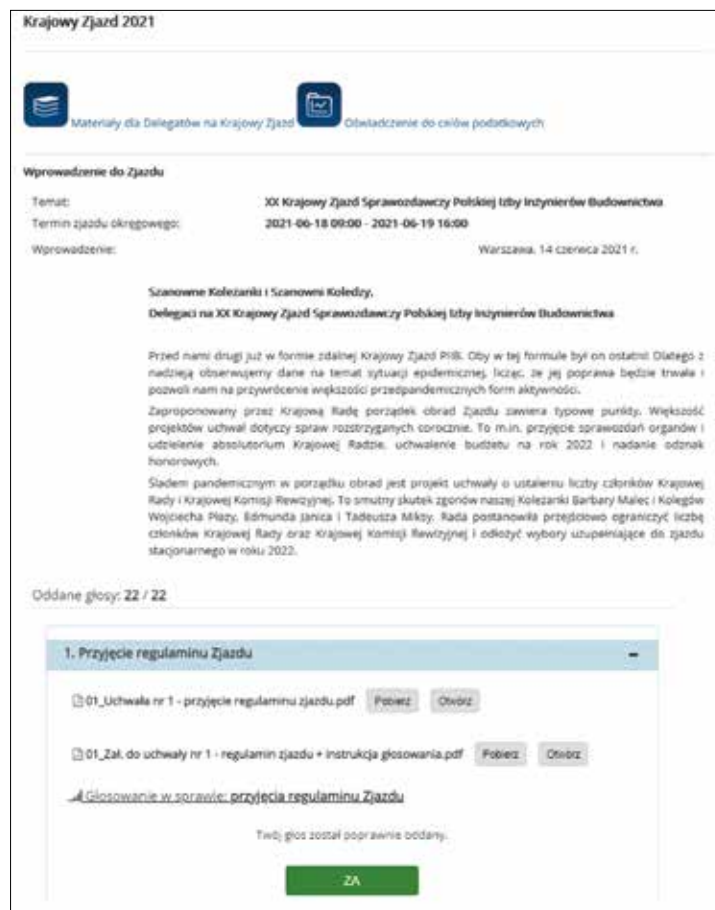 Krajowy Zjazd 2021
Materiały dla Delegatów na Krajowy Zjazd
Oświadczenie do celów podatkowych
Wprowadzenie do Zjazdu
Temat: XX Krajowy Zjazd Sprawozdawczy Polskiej Izby Inżynierów Budownictwa
Termin zjazdu okręgowego: 2021-06-18 09:00 - 2021-06-19 16:00
Wprowadzenie: Warszawa, 14 czerwca 2021 r.
Szanowne Koleżanki i Szanowni Koledzy,
Delegaci na XX Krajowy Zjazd Sprawozdawczy Polskiej Izby Inżynierów Budownictwa
Przed nami drugi już w formie zdalnej Krajowy Zjazd PIIB. Oby w tej formule był on ostatni! Dlatego z
nadzieją obserwujemy dane na temat sytuacji epidemicznej, licząc, że jej poprawa będzie trwała i
pozwoli nam na przywrócenie większości przedpandemicznych form aktywności.
Zaproponowany przez Krajową Radę porządek obrad Zjazdu zawiera typowe punkty. Większość
projektów uchwał dotyczy spraw rozstrzyganych corocznie. To m.in. przyjęcie sprawozdań organów i
udzielenie absolutorium Krajowej Radzie, uchwalenie budżetu na rok 2022 i nadanie odznak
honorowych.
Śladem pandemicznym w porządku obrad jest projekt uchwały o ustaleniu liczby członków Krajowej
Rady i Krajowej Komisji Rewizyjnej. To smutny skutek zgonów naszej Koleżanki Barbary Malec i Kolegów
Wojciecha Płazy, Edmunda Janica i Tadeusza Miksy. Rada postanowiła przejściowo ograniczyć liczbę
członków Krajowej Rady oraz Krajowej Komisji Rewizyjnej i odłożyć wybory uzupełniające do zjazdu
stacjonarnego w roku 2022.
Oddane głosy: 22 / 22
1. Przyjęcie regulaminu Zjazdu –
01_Uchwała nr 1 - przyjęcie regulaminu zjazdu.pdf Pobierz Otwórz
01_Zał. do uchwały nr 1 - regulamin zjazdu + instrukcja głosowania.pdf Pobierz Otwórz
Głosowanie w sprawie: przyjęcia regulaminu Zjazdu
Twój głos został poprawnie oddany.
ZA